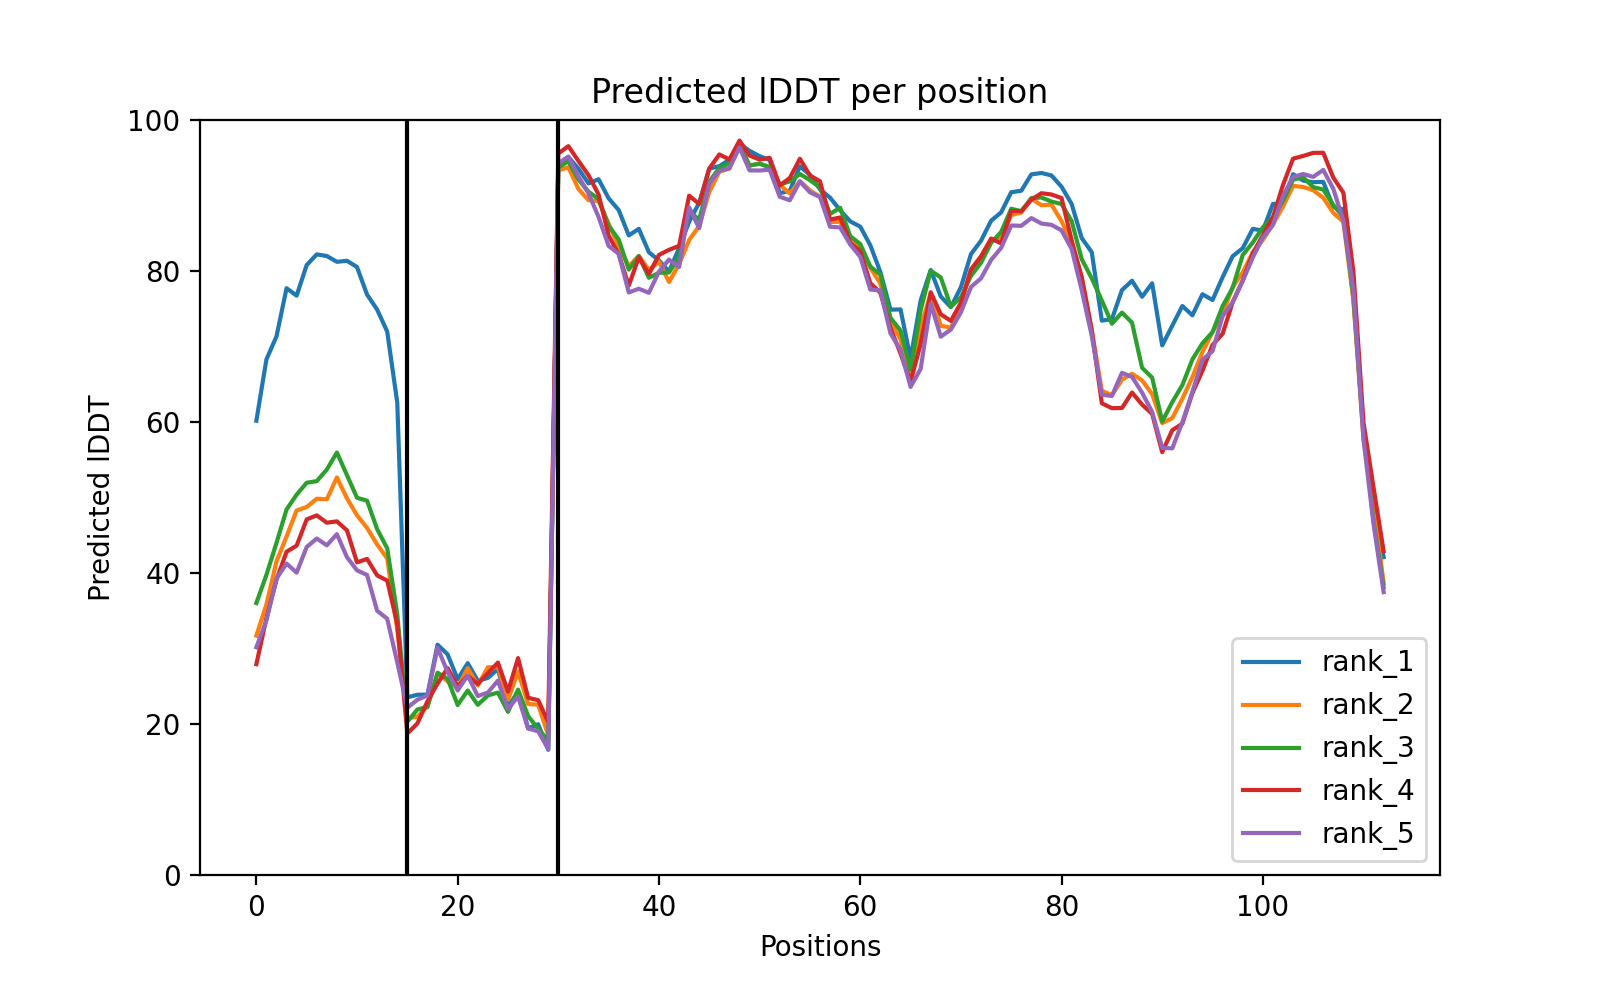 Predicted lDDT per position
100
80
60
40
20
0
Predicted lDDT
0 20 40 60 80 100
Positions
rank_1
rank_2
rank_3
rank_4
rank_5